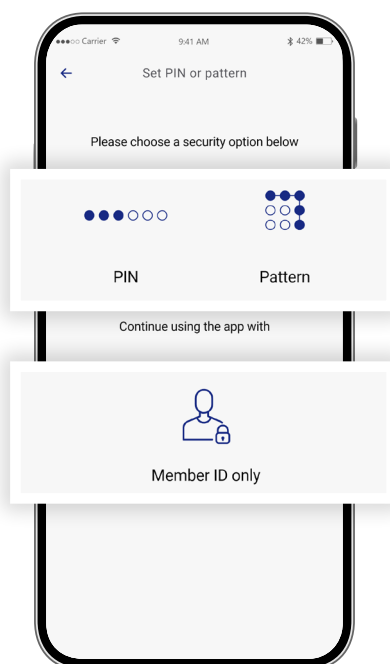 Carrier 9:41 AM 42%
Set PIN or pattern
Please choose a security option below
PIN Pattern
Continue using the app with
Member ID only